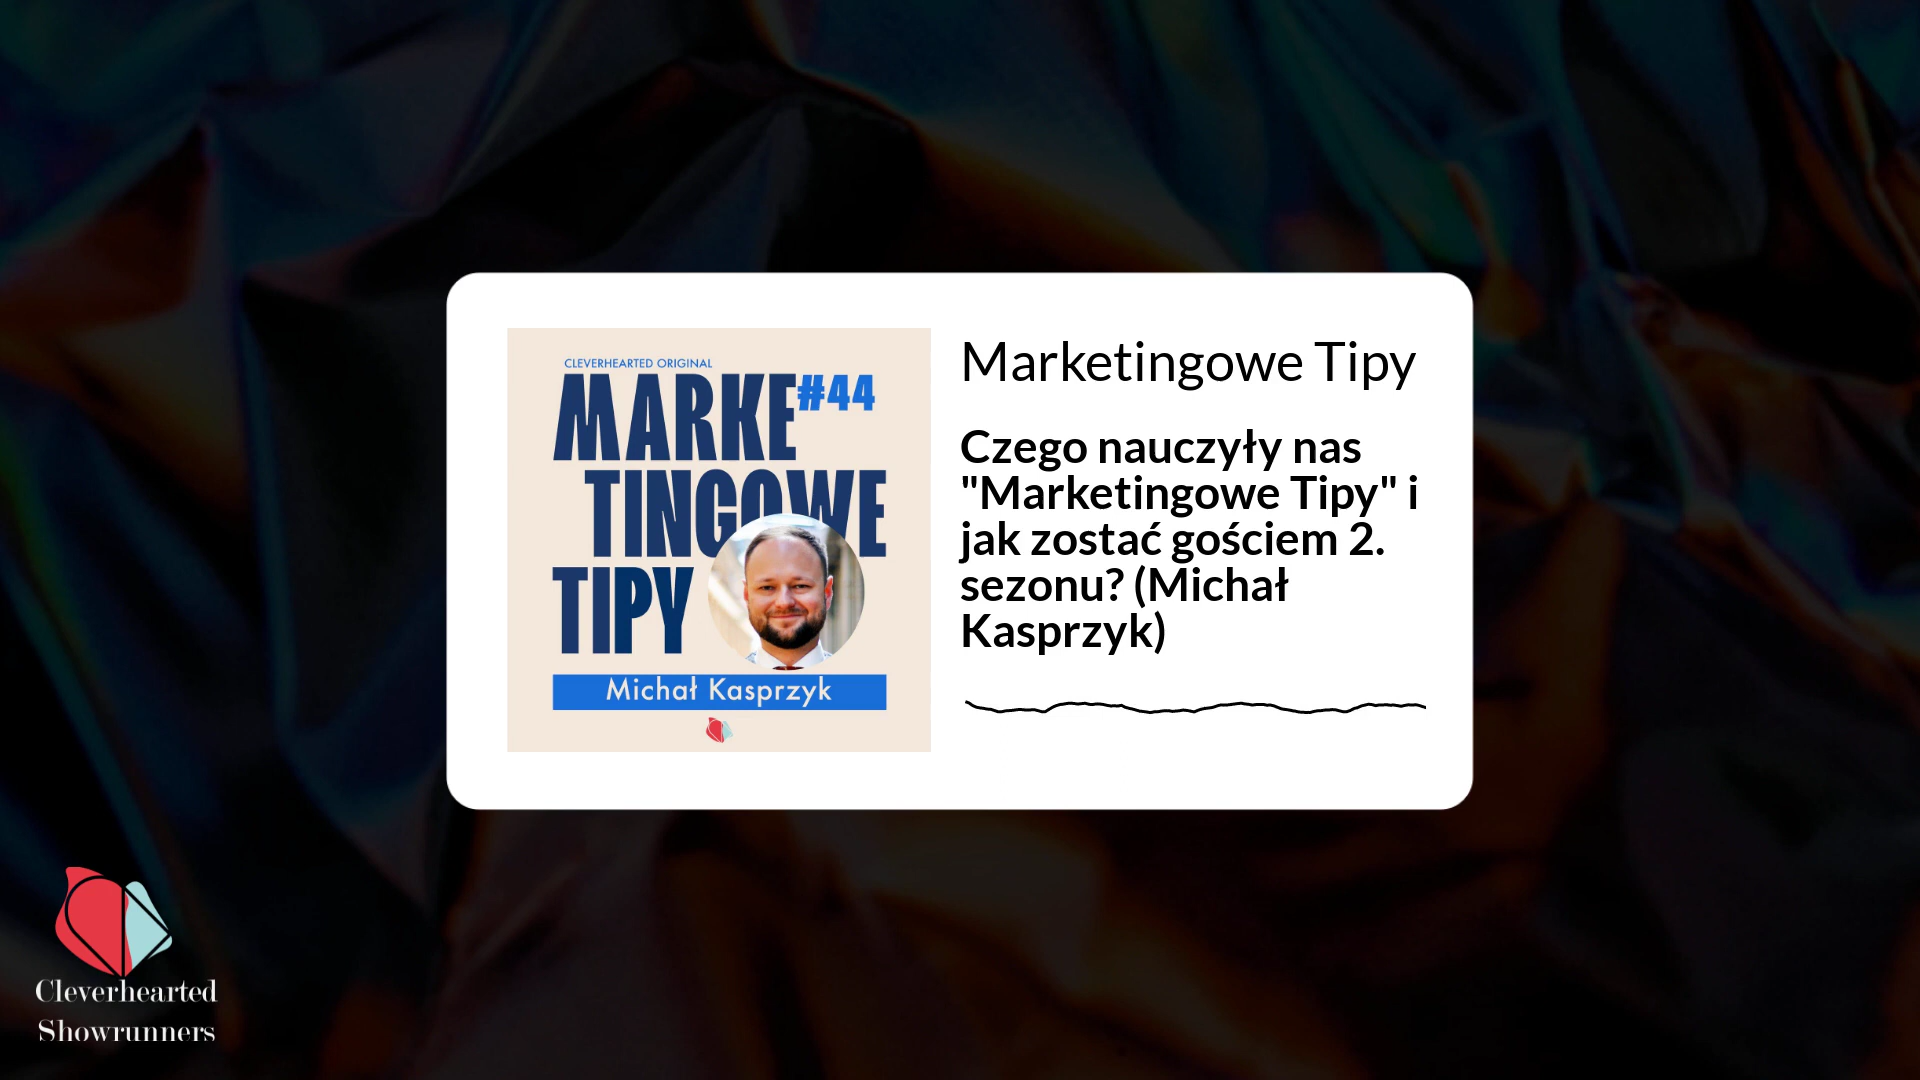 CLEVERHEARTED ORIGINAL
MARKE #44
TINGOWE
TIPY
Michał Kasprzyk
Marketingowe Tipy
Czego nauczyły nas
"Marketingowe Tipy" i
jak zostać gościem 2.
sezonu? (Michał
Kasprzyk)
Cleverhearted
Showrunners